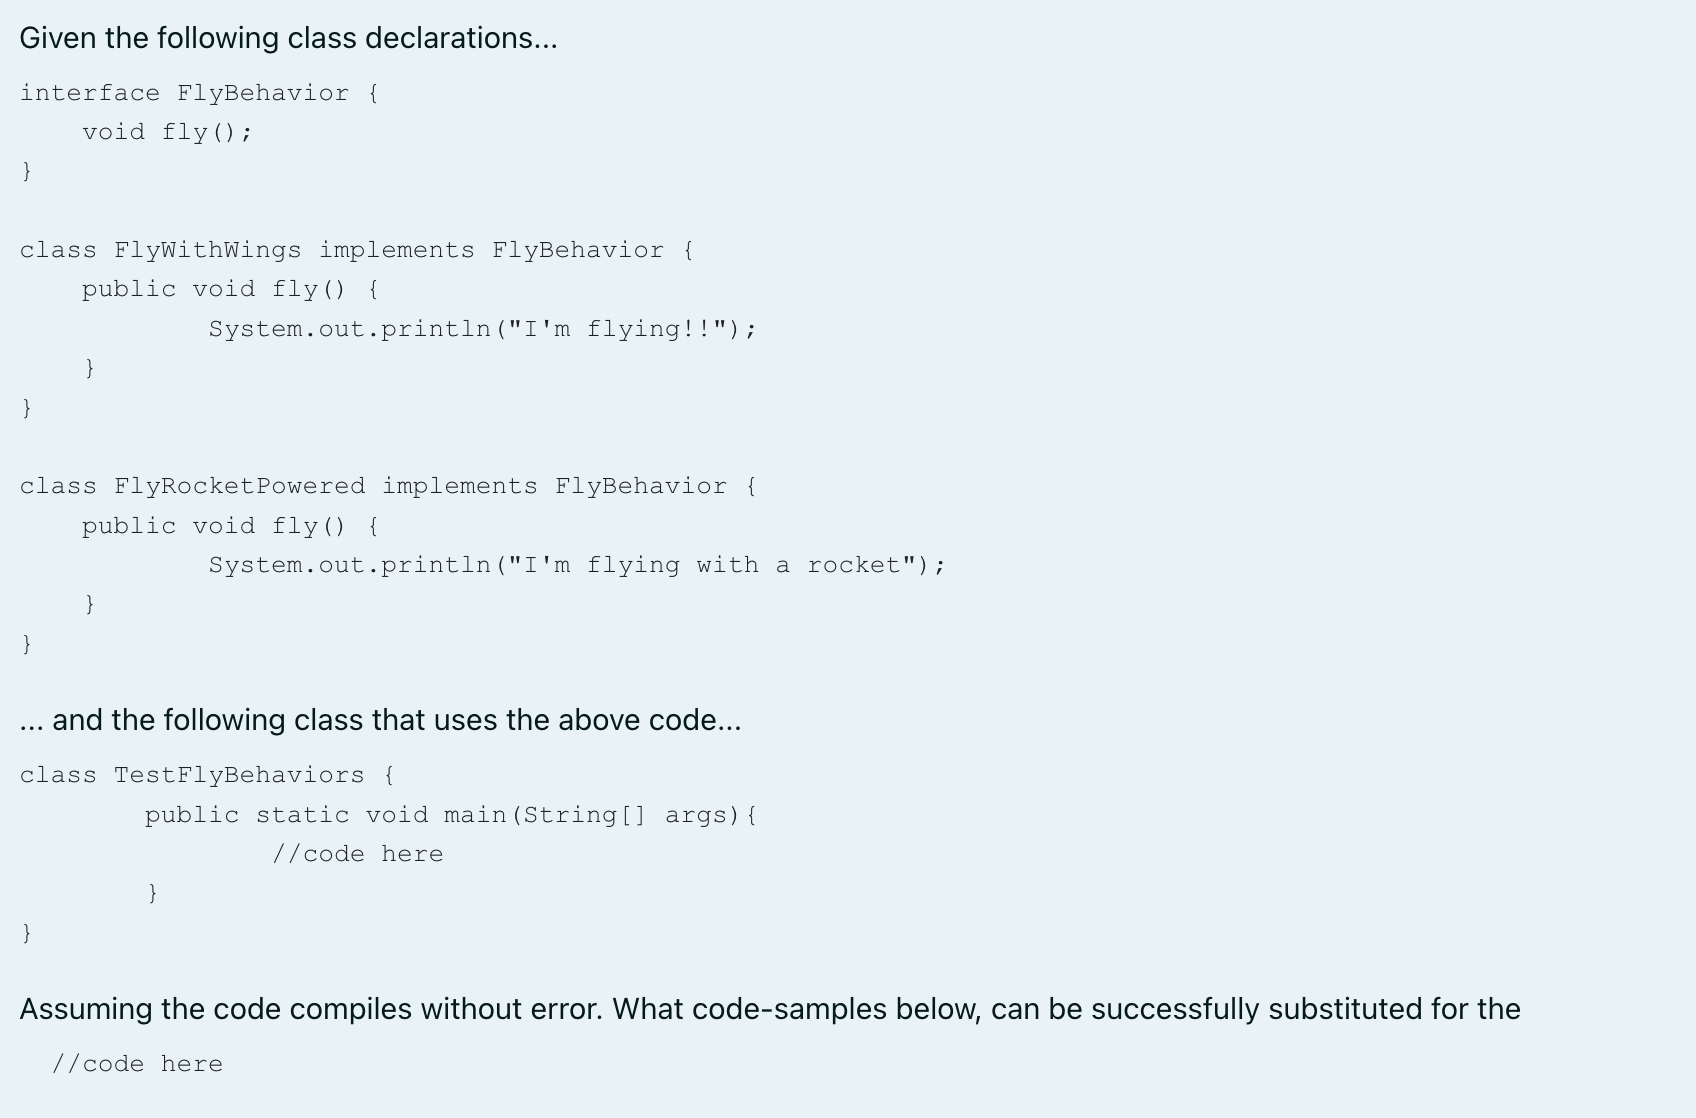 Given the following class declarations...
interface FlyBehavior {
    void fly();
}

class FlyWithWings implements FlyBehavior {
    public void fly() {
            System.out.println("I'm flying!!");
    }
}

class FlyRocketPowered implements FlyBehavior {
    public void fly() {
            System.out.println("I'm flying with a rocket");
    }
}

... and the following class that uses the above code...
class TestFlyBehaviors {
        public static void main(String[] args){
                //code here
        }
}

Assuming the code compiles without error. What code-samples below, can be successfully substituted for the
  //code here